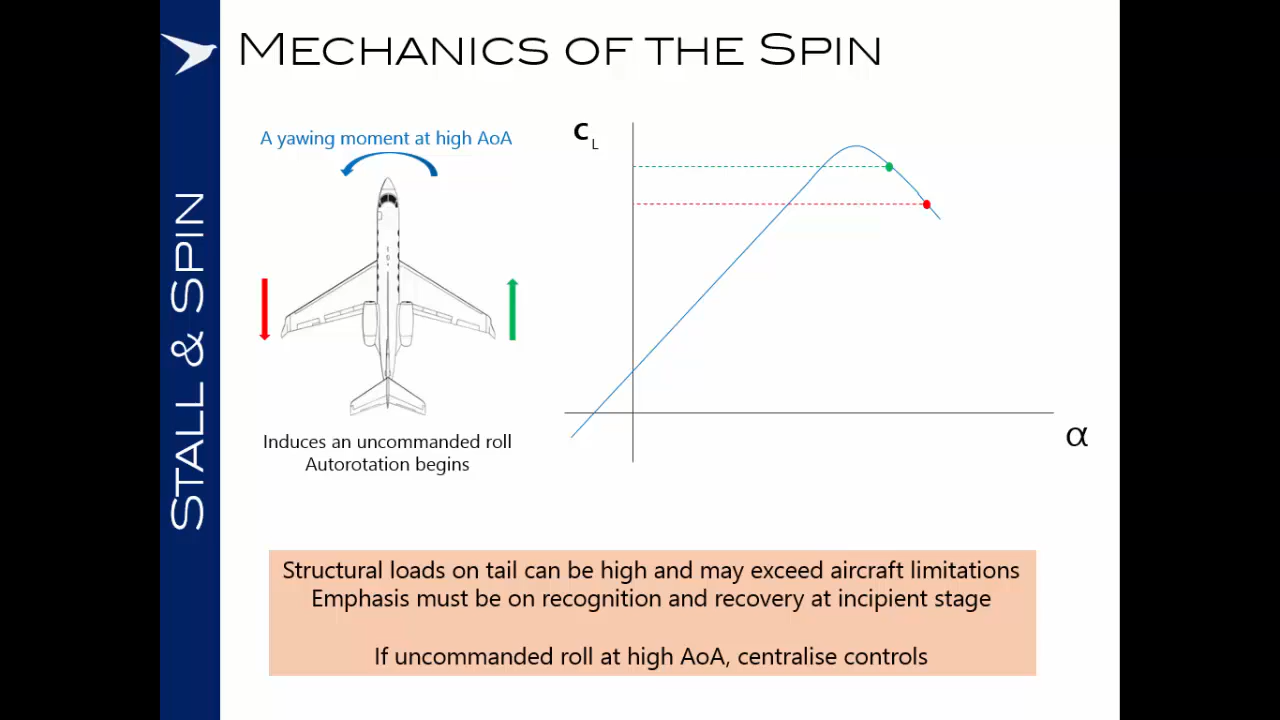 STALL & SPIN
MECHANICS OF THE SPIN
A yawing moment at high AoA
Induces an uncommanded roll
Autorotation begins
CL
α
Structural loads on tail can be high and may exceed aircraft limitations
Emphasis must be on recognition and recovery at incipient stage
If uncommanded roll at high AoA, centralise controls